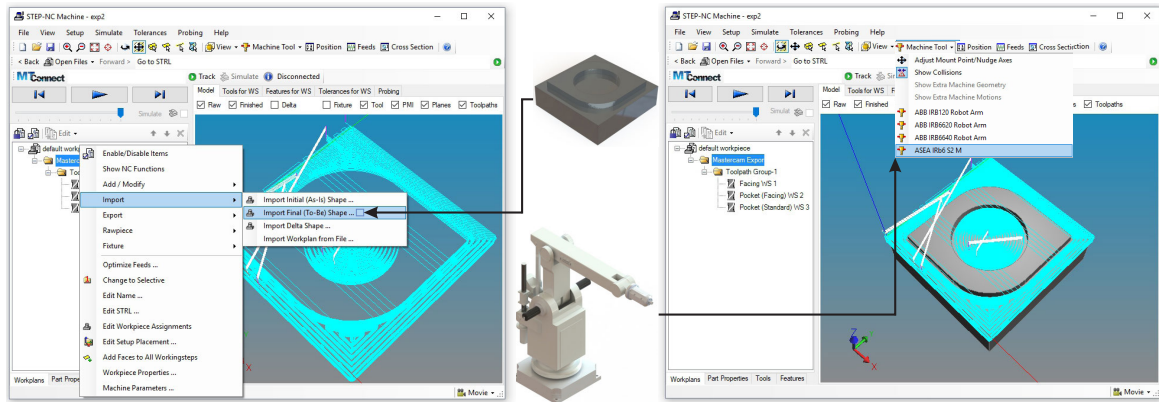 STEP-NC Machine - exp2
File View Setup Simulate Tolerances Probing Help
View Machine Tool Position Feeds Cross Section
< Back Open Files Forward > Go to STRL
MTConnect
Track Simulate Disconnected
Model Tools for WS Features for WS Tolerances for WS Probing
Raw Finished Delta Fixture Tool PMI Planes Toolpaths
Simulate
Edit
default workpiece
Masterc
Too
Enable/Disable Items
Show NC Functions
Add / Modify
Import
Export
Rawpiece
Fixture
Optimize Feeds ...
Change to Selective
Edit Name ...
Edit STRL ...
Edit Workpiece Assignments
Edit Setup Placement ...
Add Faces to All Workingsteps
Workpiece Properties ...
Machine Parameters ...
Import Initial (As-Is) Shape ...
Import Final (To-Be) Shape ...
Import Delta Shape ...
Import Workplan from File ...
X
Workplans Part Prope
Movie
STEP-NC Machine - exp2
File View Setup Simulate Tolerances Probing Help
View Machine Tool Position Feeds Cross Section
< Back Open Files Forward > Go to STRL
MTConnect
Track Sim
Model Tools for WS F
Raw Finished s Toolpaths
Adjust Mount Point/Nudge Axes
Show Collisions
Show Extra Machine Geometry
Show Extra Machine Motions
ABB IRB120 Robot Arm
ABB IRB6620 Robot Arm
ABB IRB6640 Robot Arm
ASEA IRb6 S2 M
Simulate
Edit
default workpiece
Mastercam Expor
Toolpath Group-1
Facing WS 1
Pocket (Facing) WS 2
Pocket (Standard) WS 3
Z
X
Workplans Part Properties Tools Features
Movie